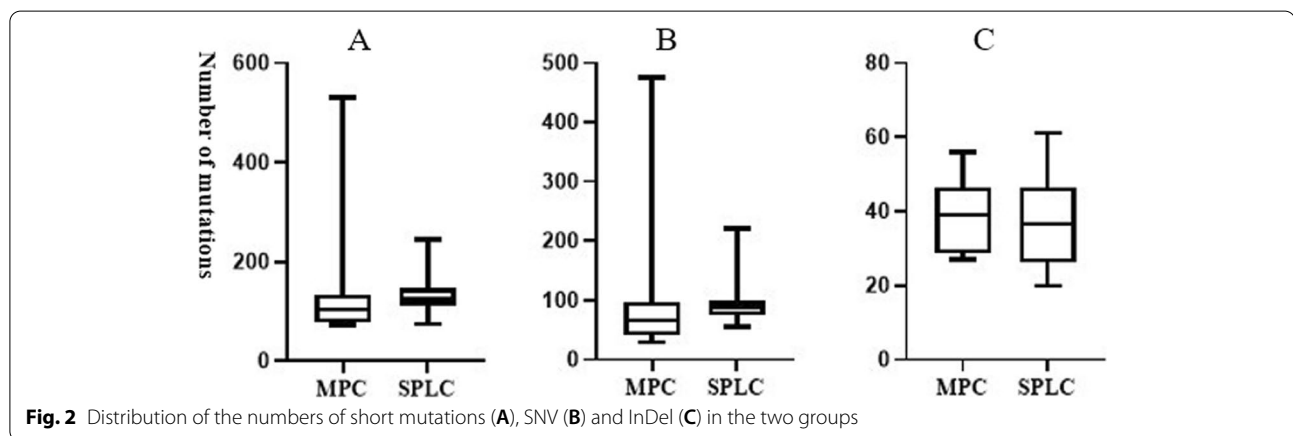 A
B
C
Number of mutations
600
400
200
0
MPC
SPLC
500
400
300
200
100
0
MPC
SPLC
80
60
40
20
0
MPC
SPLC
Fig. 2 Distribution of the numbers of short mutations (A), SNV (B) and InDel (C) in the two groups